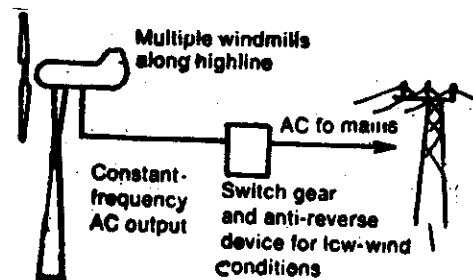 Multiple windmills
along highline
AC to mains
Constant-
frequency
AC output
Switch gear
and anti-reverse
device for low-wind
conditions